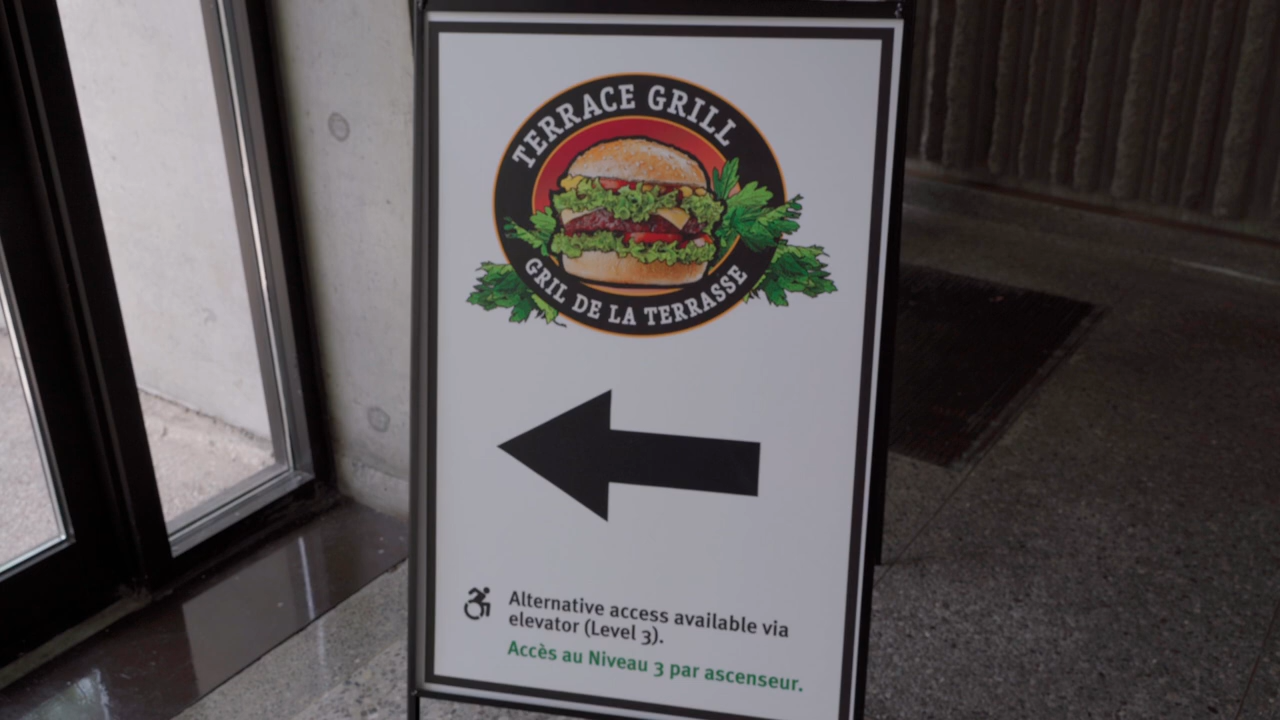 TERRACE GRILL
GRIL DE LA TERRASSE
Alternative access available via
elevator (Level 3).
Accès au Niveau 3 par ascenseur.